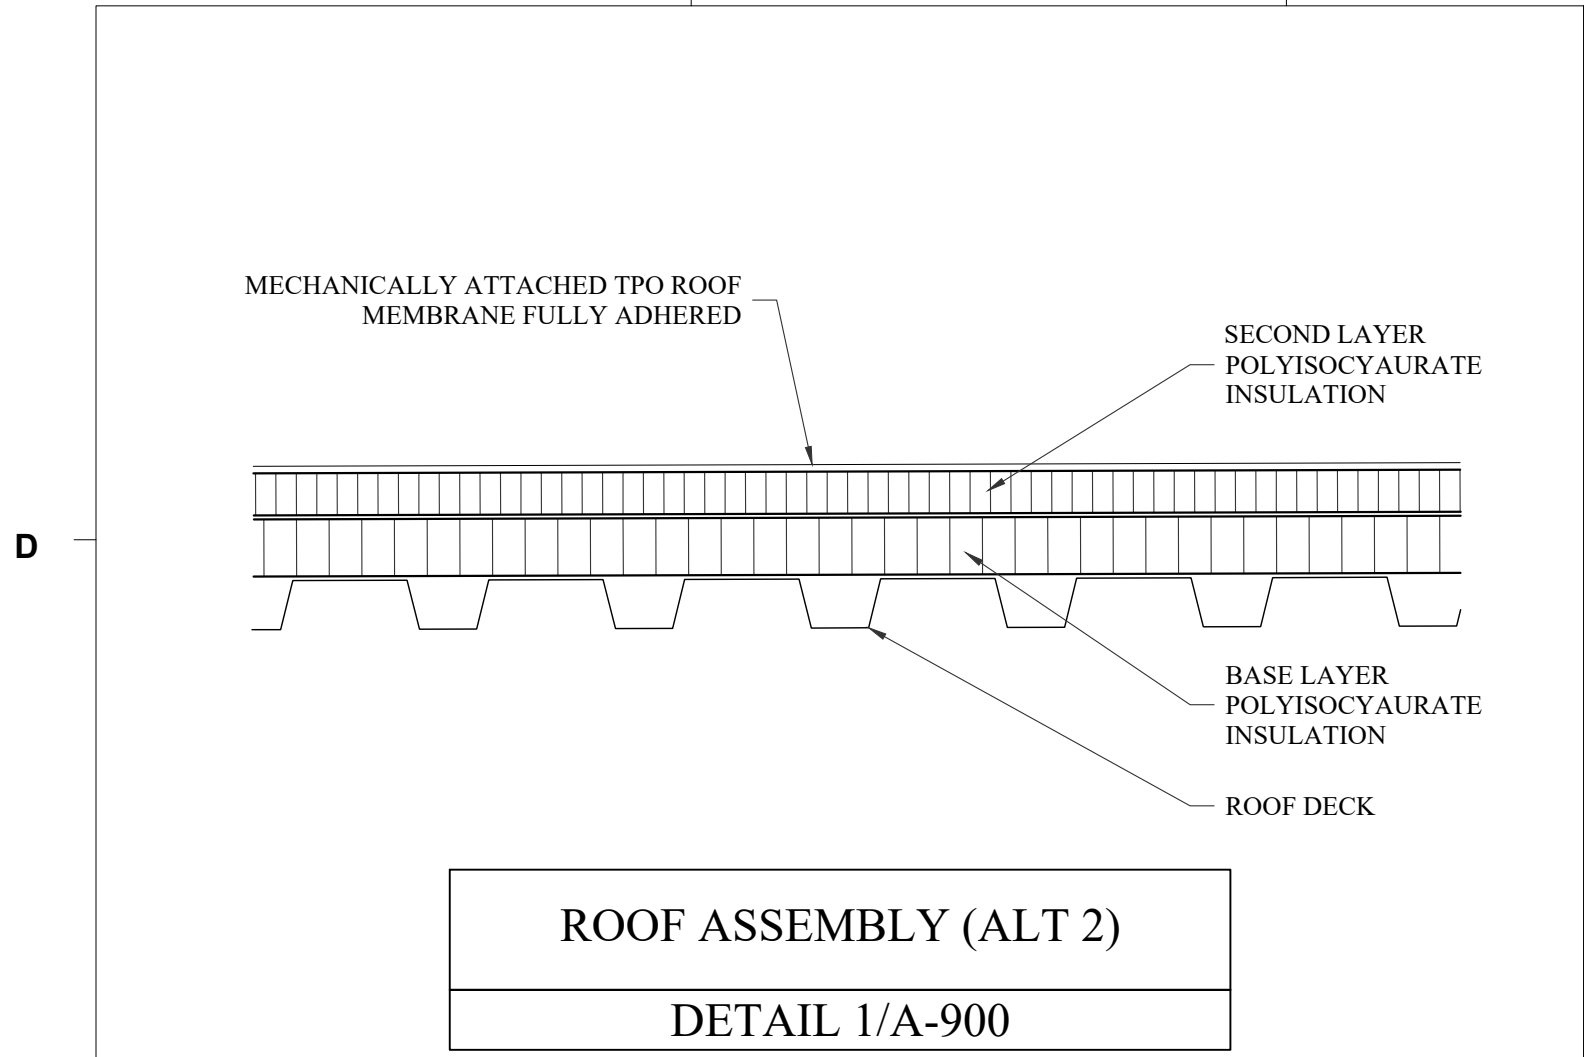 MECHANICALLY ATTACHED TPO ROOF
MEMBRANE FULLY ADHERED
SECOND LAYER
POLYISOCYAURATE
INSULATION
D
BASE LAYER
POLYISOCYAURATE
INSULATION
ROOF DECK
ROOF ASSEMBLY (ALT 2)
DETAIL 1/A-900